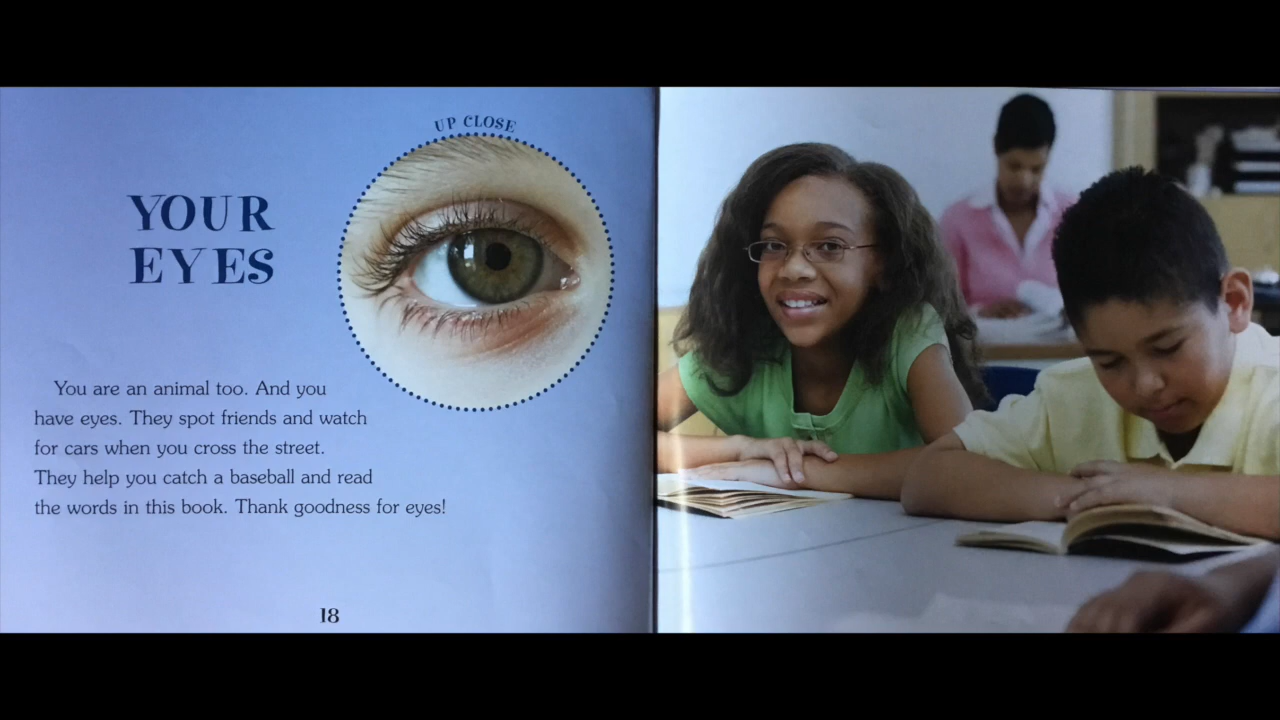 UP CLOSE
YOUR
EYES
You are an animal too. And you
have eyes. They spot friends and watch
for cars when you cross the street.
They help you catch a baseball and read
the words in this book. Thank goodness for eyes!
18